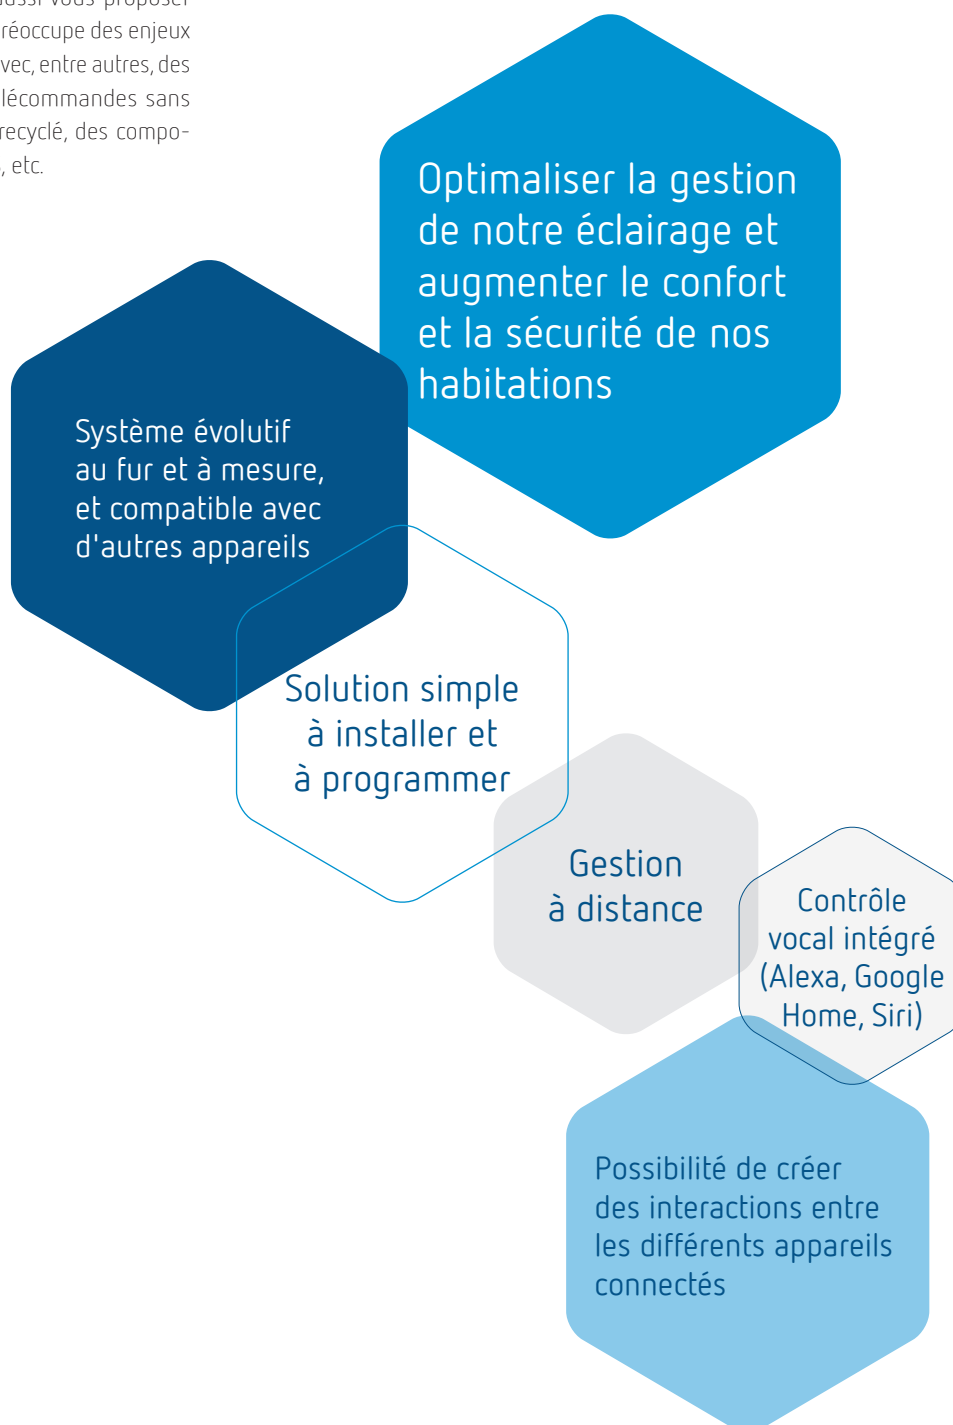 aussi vous proposer
réoccupe des enjeux
vec, entre autres, des
lécommandes sans
recyclé, des compo-
, etc.
Optimaliser la gestion
de notre éclairage et
augmenter le confort
et la sécurité de nos
habitations
Système évolutif
au fur et à mesure,
et compatible avec
d'autres appareils
Solution simple
à installer et
à programmer
Gestion
à distance
Contrôle
vocal intégré
(Alexa, Google
Home, Siri)
Possibilité de créer
des interactions entre
les différents appareils
connectés